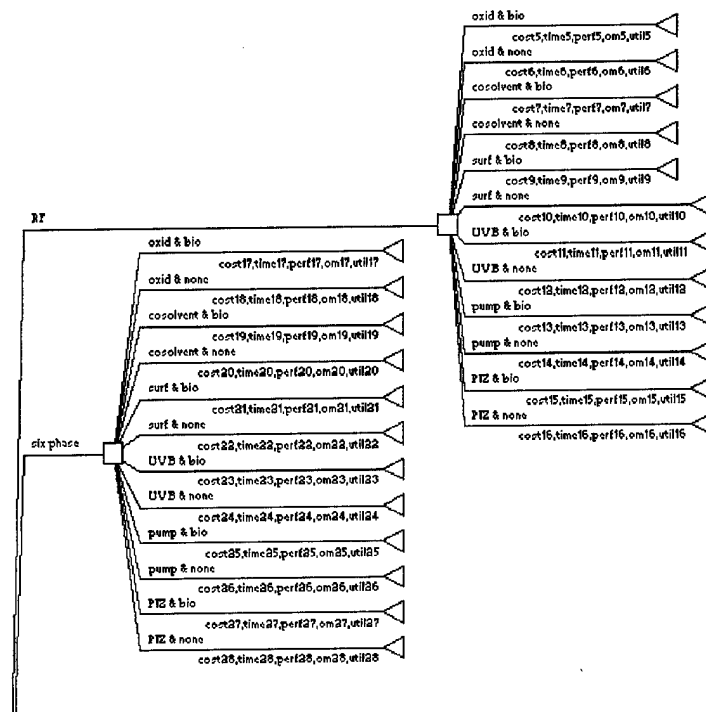 oxid & bio
cost5,time5,perf5,om5,util5
oxid & none
cost6,time6,perf6,om6,util6
cosolvent & bio
cost7,time7,perf7,om7,util7
cosolvent & none
cost8,time8,perf8,om8,util8
surf & bio
cost9,time9,perf9,om9,util9
surf & none
cost10,time10,perf10,om10,util10
UVB & bio
cost11,time11,perf11,om11,util11
UVB & none
cost12,time12,perf12,om12,util12
pump & bio
cost13,time13,perf13,om13,util13
pump & none
cost14,time14,perf14,om14,util14
PIZ & bio
cost15,time15,perf15,om15,util15
PIZ & none
cost16,time16,perf16,om16,util16
RF
oxid & bio
cost17,time17,perf17,om17,util17
oxid & none
cost18,time18,perf18,om18,util18
cosolvent & bio
cost19,time19,perf19,om19,util19
cosolvent & none
cost20,time20,perf20,om20,util20
surf & bio
cost21,time21,perf21,om21,util21
surf & none
cost22,time22,perf22,om22,util22
six phase
UVB & bio
cost23,time23,perf23,om23,util23
UVB & none
cost24,time24,perf24,om24,util24
pump & bio
cost25,time25,perf25,om25,util25
pump & none
cost26,time26,perf26,om26,util26
PIZ & bio
cost27,time27,perf27,om27,util27
PIZ & none
cost28,time28,perf28,om28,util28